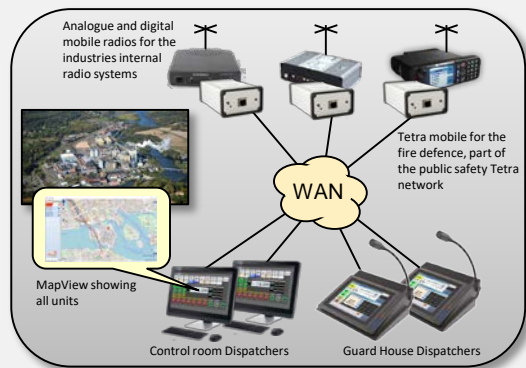 Analogue and digital
mobile radios for the
industries internal
radio systems
Tetra mobile for the
fire defence, part of
the public safety Tetra
network
WAN
MapView showing
all units
Control room Dispatchers
Guard House Dispatchers